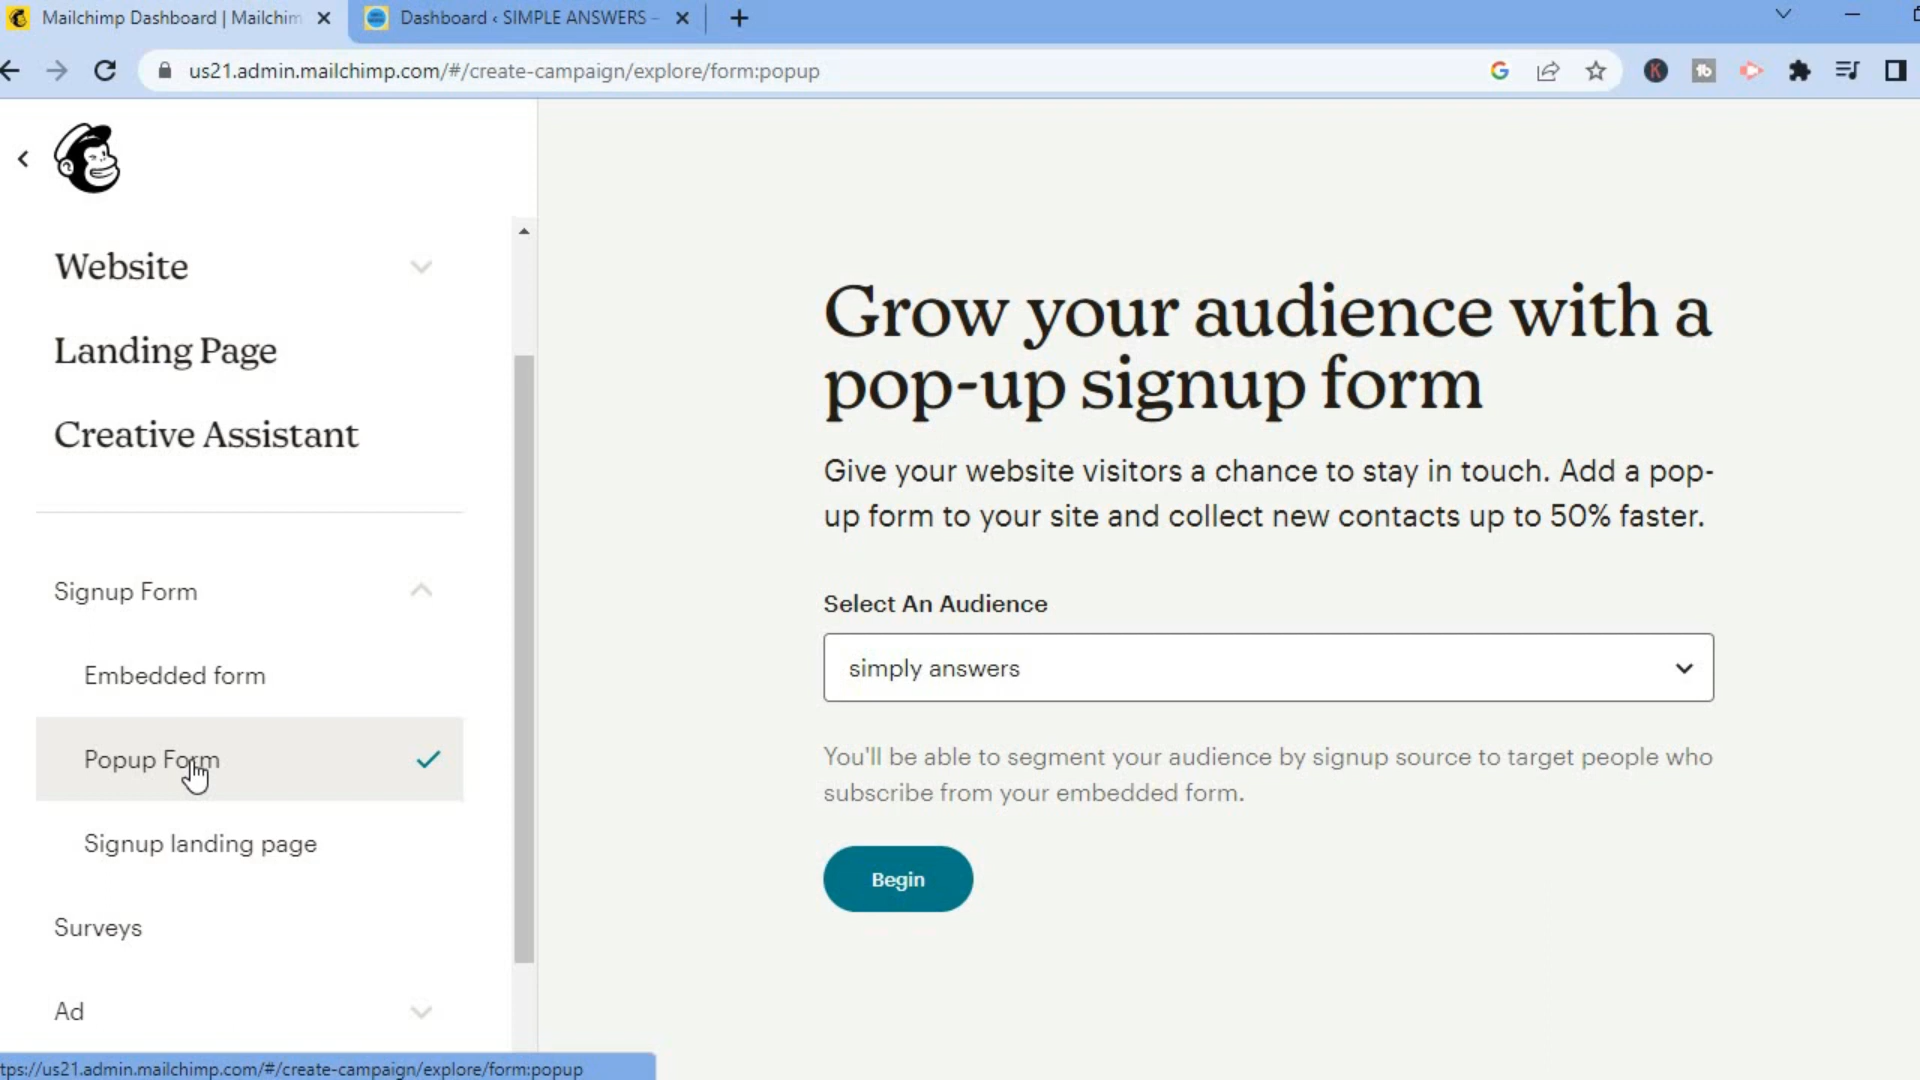 Mailchimp Dashboard | Mailchim
Dashboard ‹ SIMPLE ANSWERS –
us21.admin.mailchimp.com/#/create-campaign/explore/form:popup
K
tb
Website
Landing Page
Creative Assistant
Signup Form
Embedded form
Popup Form
Signup landing page
Surveys
Ad
Grow your audience with a
pop-up signup form
Give your website visitors a chance to stay in touch. Add a pop-
up form to your site and collect new contacts up to 50% faster.
Select An Audience
simply answers
You'll be able to segment your audience by signup source to target people who
subscribe from your embedded form.
Begin
tps://us21.admin.mailchimp.com/#/create-campaign/explore/form:popup